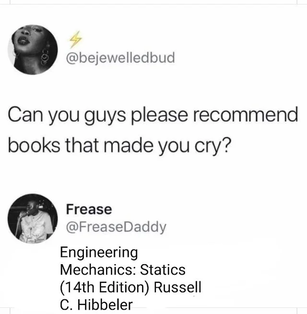 @bejewelledbud
Can you guys please recommend
books that made you cry?
Frease
@FreaseDaddy
Engineering
Mechanics: Statics
(14th Edition) Russell
C. Hibbeler